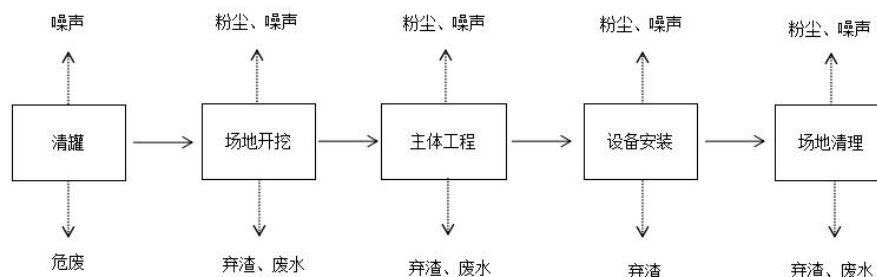 噪声
粉尘、噪声
粉尘、噪声
粉尘、噪声
粉尘、噪声
清罐
场地开挖
主体工程
设备安装
场地清理
危废
弃渣、废水
弃渣、废水
弃渣
弃渣、废水